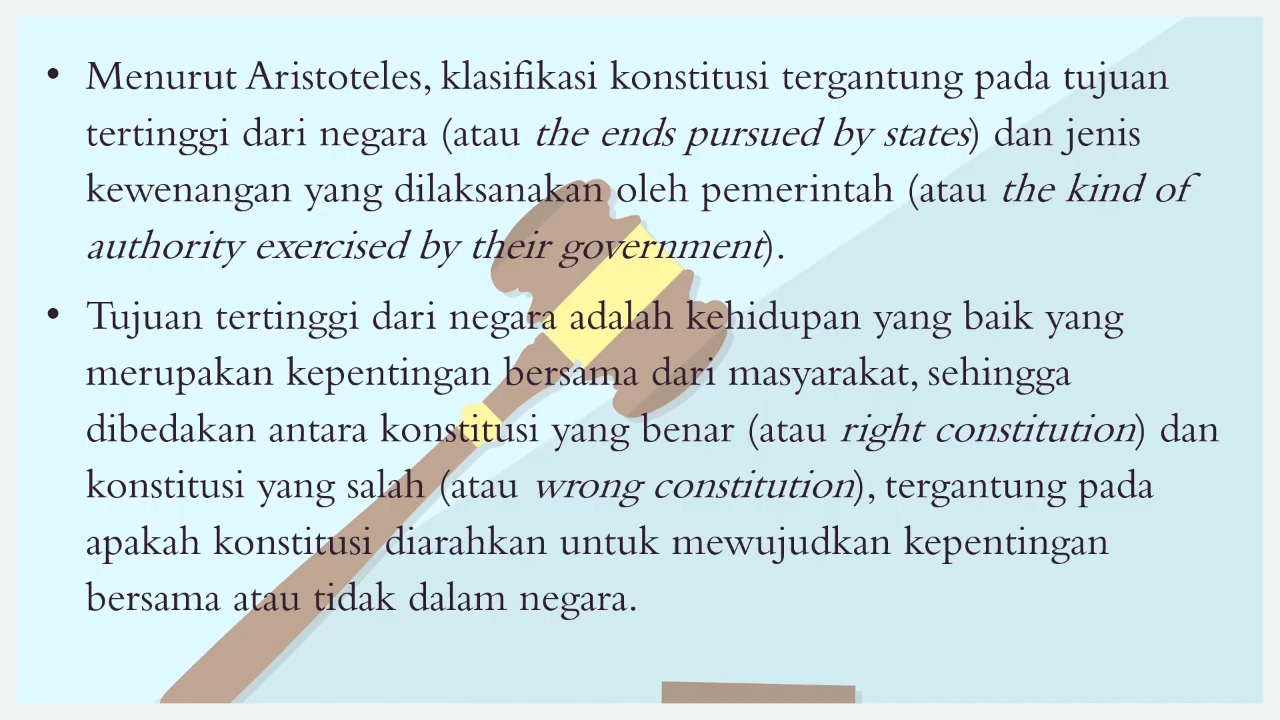 • Menurut Aristoteles, klasifikasi konstitusi tergantung pada tujuan
tertinggi dari negara (atau the ends pursued by states) dan jenis
kewenangan yang dilaksanakan oleh pemerintah (atau the kind of
authority exercised by their government).
• Tujuan tertinggi dari negara adalah kehidupan yang baik yang
merupakan kepentingan bersama dari masyarakat, sehingga
dibedakan antara konstitusi yang benar (atau right constitution) dan
konstitusi yang salah (atau wrong constitution), tergantung pada
apakah konstitusi diarahkan untuk mewujudkan kepentingan
bersama atau tidak dalam negara.